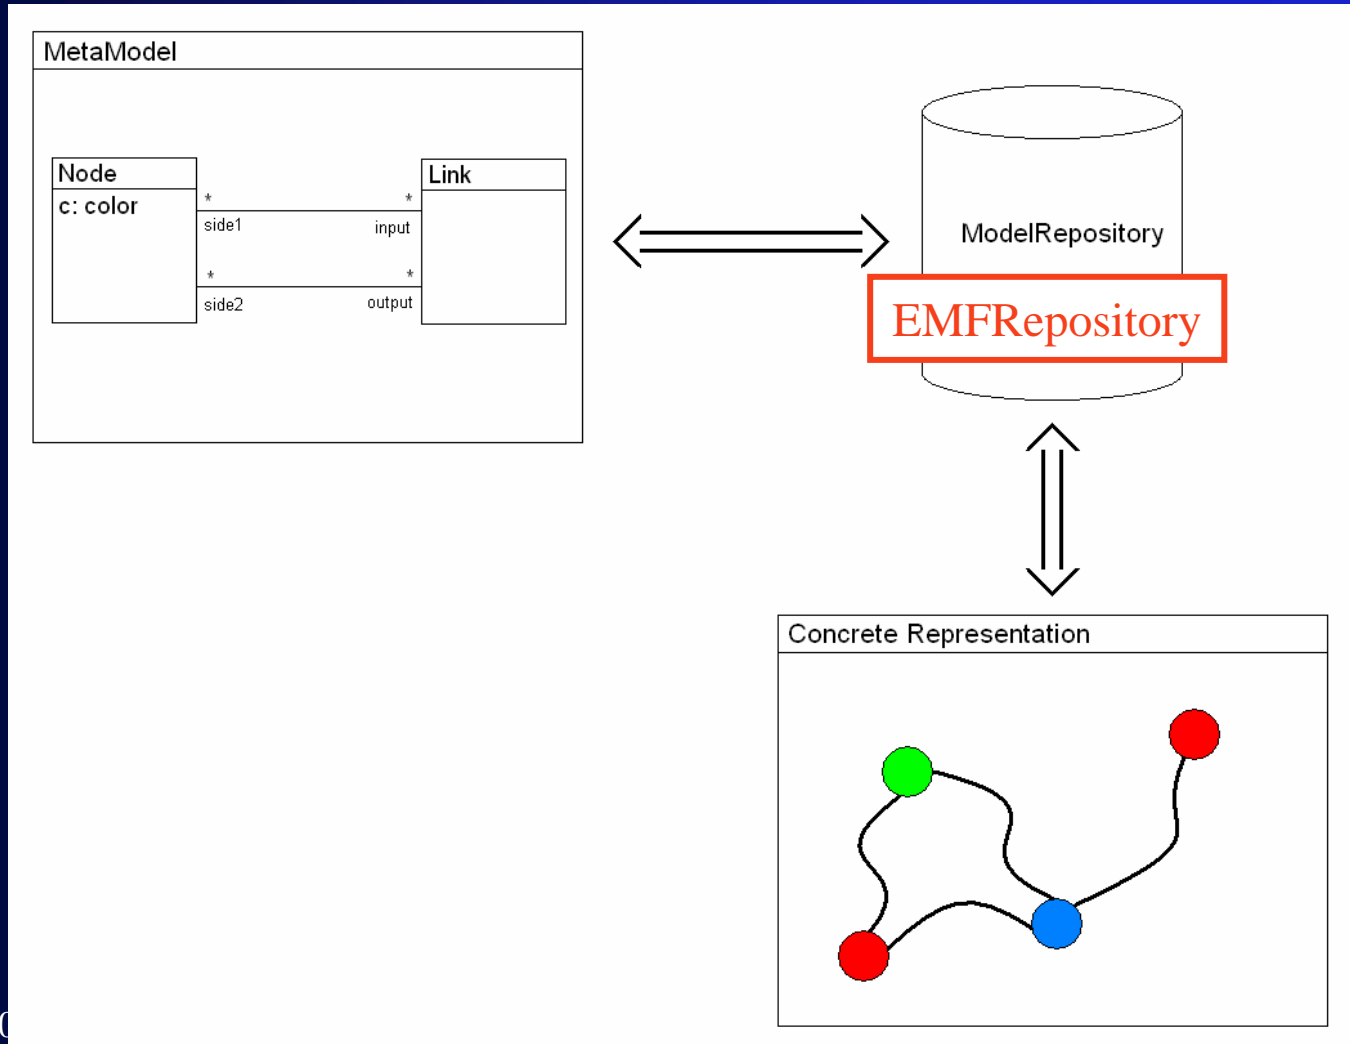 MetaModel
Node
c: color
Link
*
*
side1
input
*
*
side2
output
ModelRepository
EMFRepository
Concrete Representation